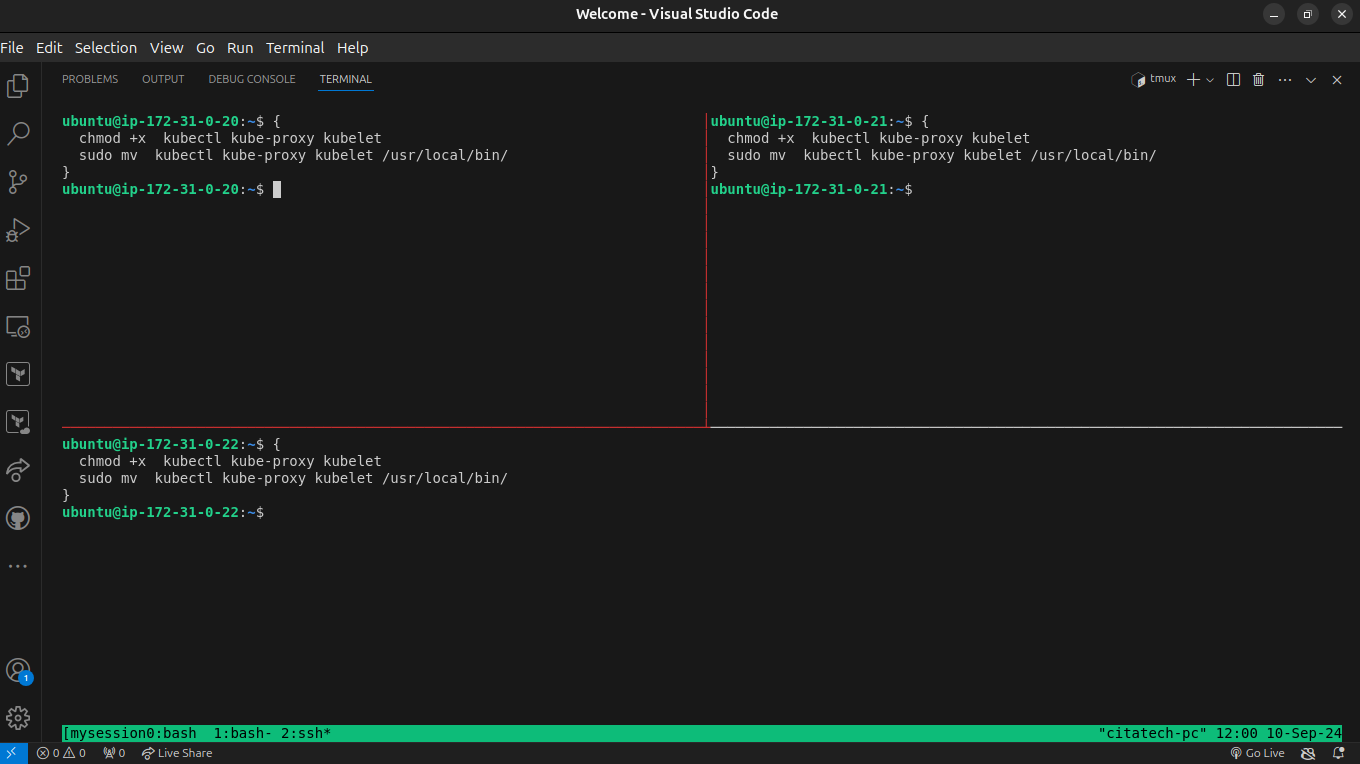 Welcome - Visual Studio Code
File Edit Selection View Go Run Terminal Help
PROBLEMS OUTPUT DEBUG CONSOLE TERMINAL tmux
ubuntu@ip-172-31-0-20:~$ {
  chmod +x  kubectl kube-proxy kubelet
  sudo mv  kubectl kube-proxy kubelet /usr/local/bin/
}
ubuntu@ip-172-31-0-20:~$
ubuntu@ip-172-31-0-21:~$ {
  chmod +x  kubectl kube-proxy kubelet
  sudo mv  kubectl kube-proxy kubelet /usr/local/bin/
}
ubuntu@ip-172-31-0-21:~$
ubuntu@ip-172-31-0-22:~$ {
  chmod +x  kubectl kube-proxy kubelet
  sudo mv  kubectl kube-proxy kubelet /usr/local/bin/
}
ubuntu@ip-172-31-0-22:~$
1
[mysession0:bash  1:bash- 2:ssh* "citatech-pc" 12:00 10-Sep-24
0 0 0 Live Share Go Live